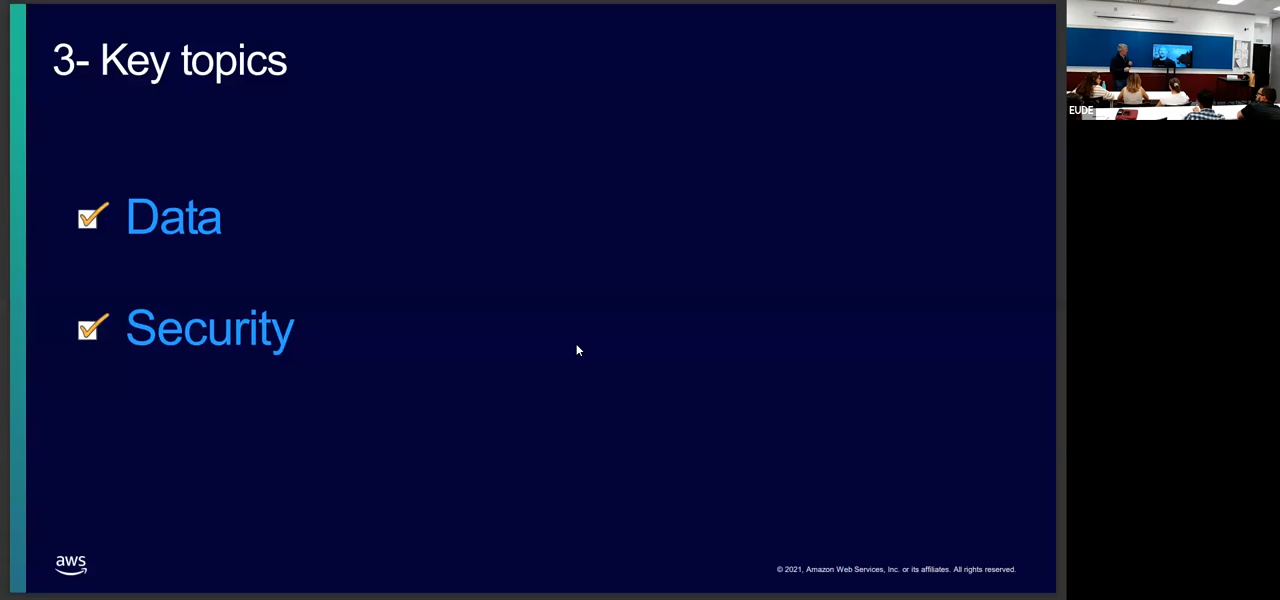 3- Key topics
Data
Security
aws
© 2021, Amazon Web Services, Inc. or its affiliates. All rights reserved.
EUDE